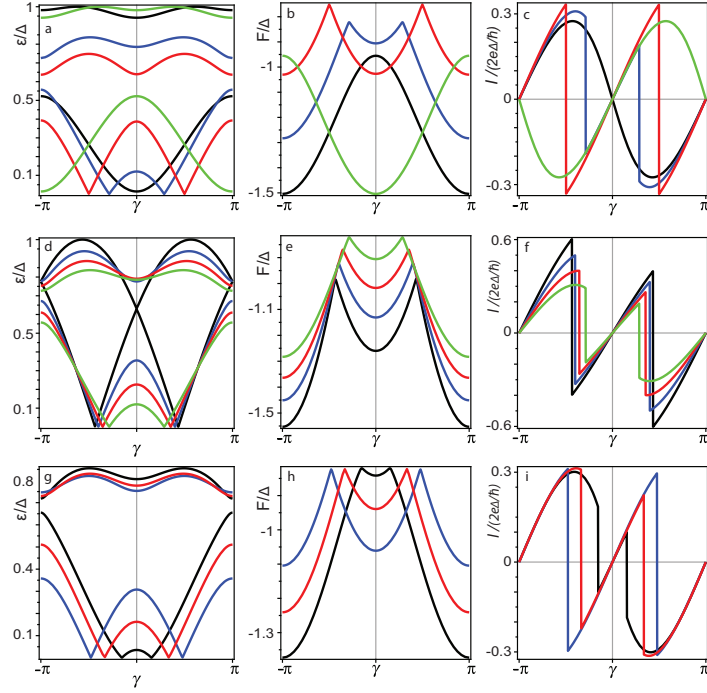 a
ε/Δ
1
0.5
0.1
-π
γ
π
b
F/Δ
-1
-1.5
-π
γ
π
c
I/(2eΔ/ħ)
0.3
0
-0.3
-π
γ
π
d
ε/Δ
1
0.5
0.1
-π
γ
π
e
F/Δ
-1.1
-1.5
-π
γ
π
f
I/(2eΔ/ħ)
0.6
0
-0.6
-π
γ
π
g
ε/Δ
0.8
0.4
0.1
-π
γ
π
h
F/Δ
-1
-1.3
-π
γ
π
i
I/(2eΔ/ħ)
0.3
0
-0.3
-π
γ
π